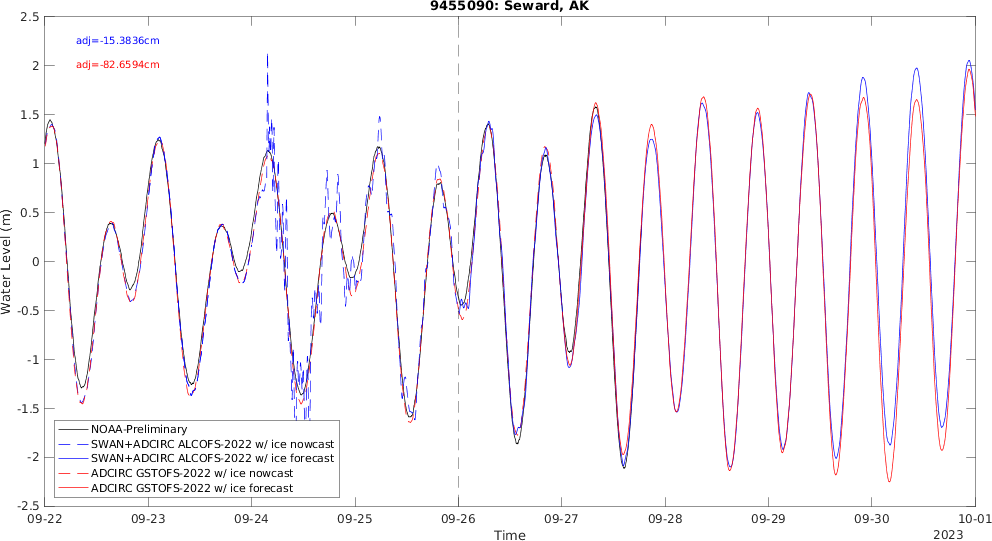 9455090: Seward, AK
2.5
adj=-15.3836cm
2
adj=-82.6594cm
1.5
1
0.5
0
-0.5
-1
-1.5
-2
-2.5
Water Level (m)
NOAA-Preliminary
SWAN+ADCIRC ALCOFS-2022 w/ ice nowcast
SWAN+ADCIRC ALCOFS-2022 w/ ice forecast
ADCIRC GSTOFS-2022 w/ ice nowcast
ADCIRC GSTOFS-2022 w/ ice forecast
09-22 09-23 09-24 09-25 09-26 09-27 09-28 09-29 09-30 10-01
Time
2023